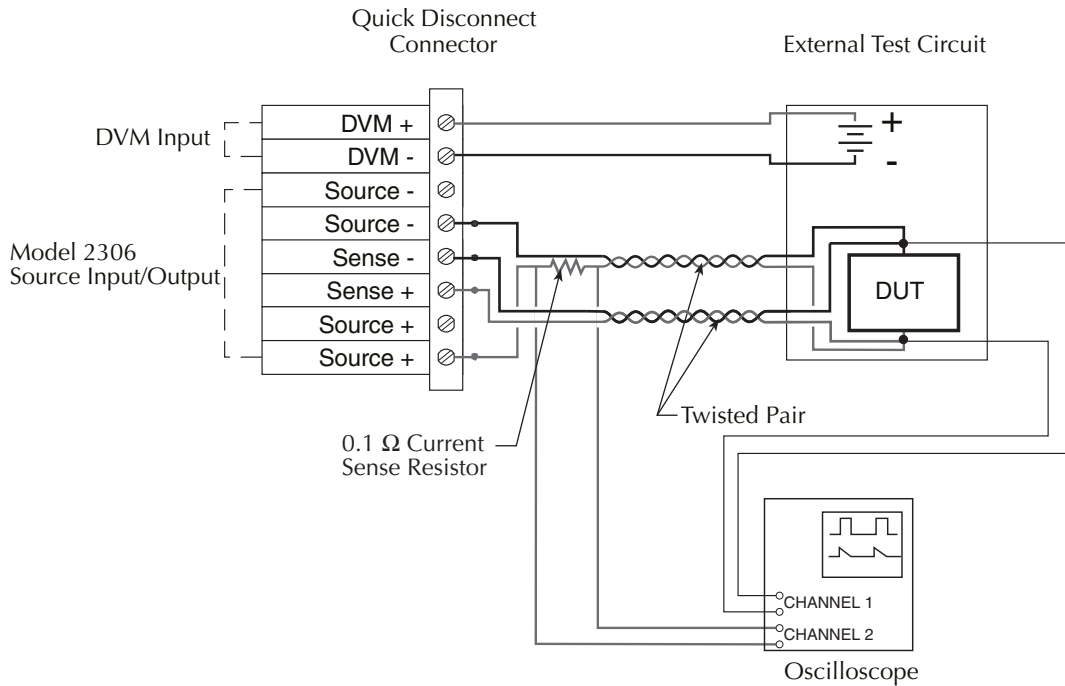 Quick Disconnect
Connector
External Test Circuit
DVM Input
DVM +
DVM -
Source -
Source -
Sense -
Sense +
Source +
Source +
Model 2306
Source Input/Output
+
-
DUT
Twisted Pair
0.1 Ω Current
Sense Resistor
CHANNEL 1
CHANNEL 2
Oscilloscope